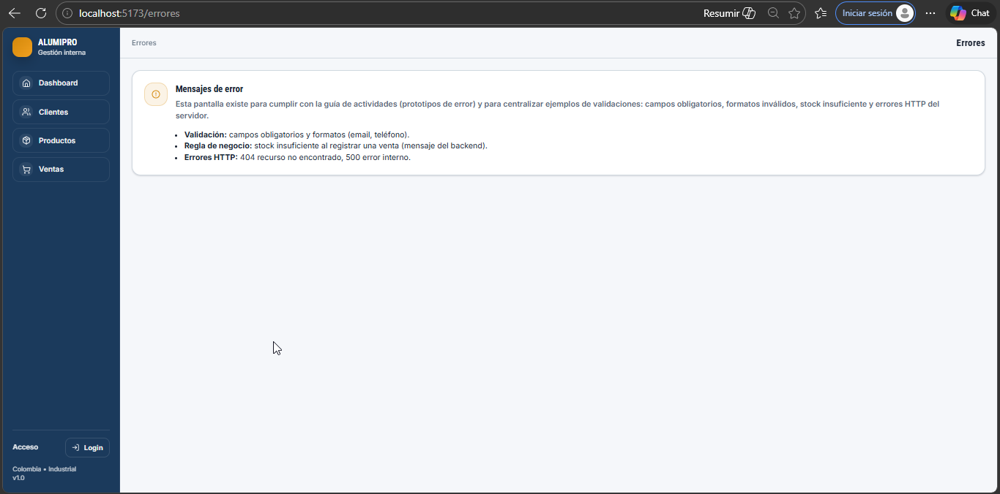 localhost:5173/errores
Resumir
Iniciar sesión
Chat
ALUMIPRO
Gestión interna
Dashboard
Clientes
Productos
Ventas
Acceso
Login
Colombia • Industrial
v1.0
Errores
Errores
Mensajes de error
Esta pantalla existe para cumplir con la guía de actividades (prototipos de error) y para centralizar ejemplos de validaciones: campos obligatorios, formatos inválidos, stock insuficiente y errores HTTP del
servidor.
• Validación: campos obligatorios y formatos (email, teléfono).
• Regla de negocio: stock insuficiente al registrar una venta (mensaje del backend).
• Errores HTTP: 404 recurso no encontrado, 500 error interno.